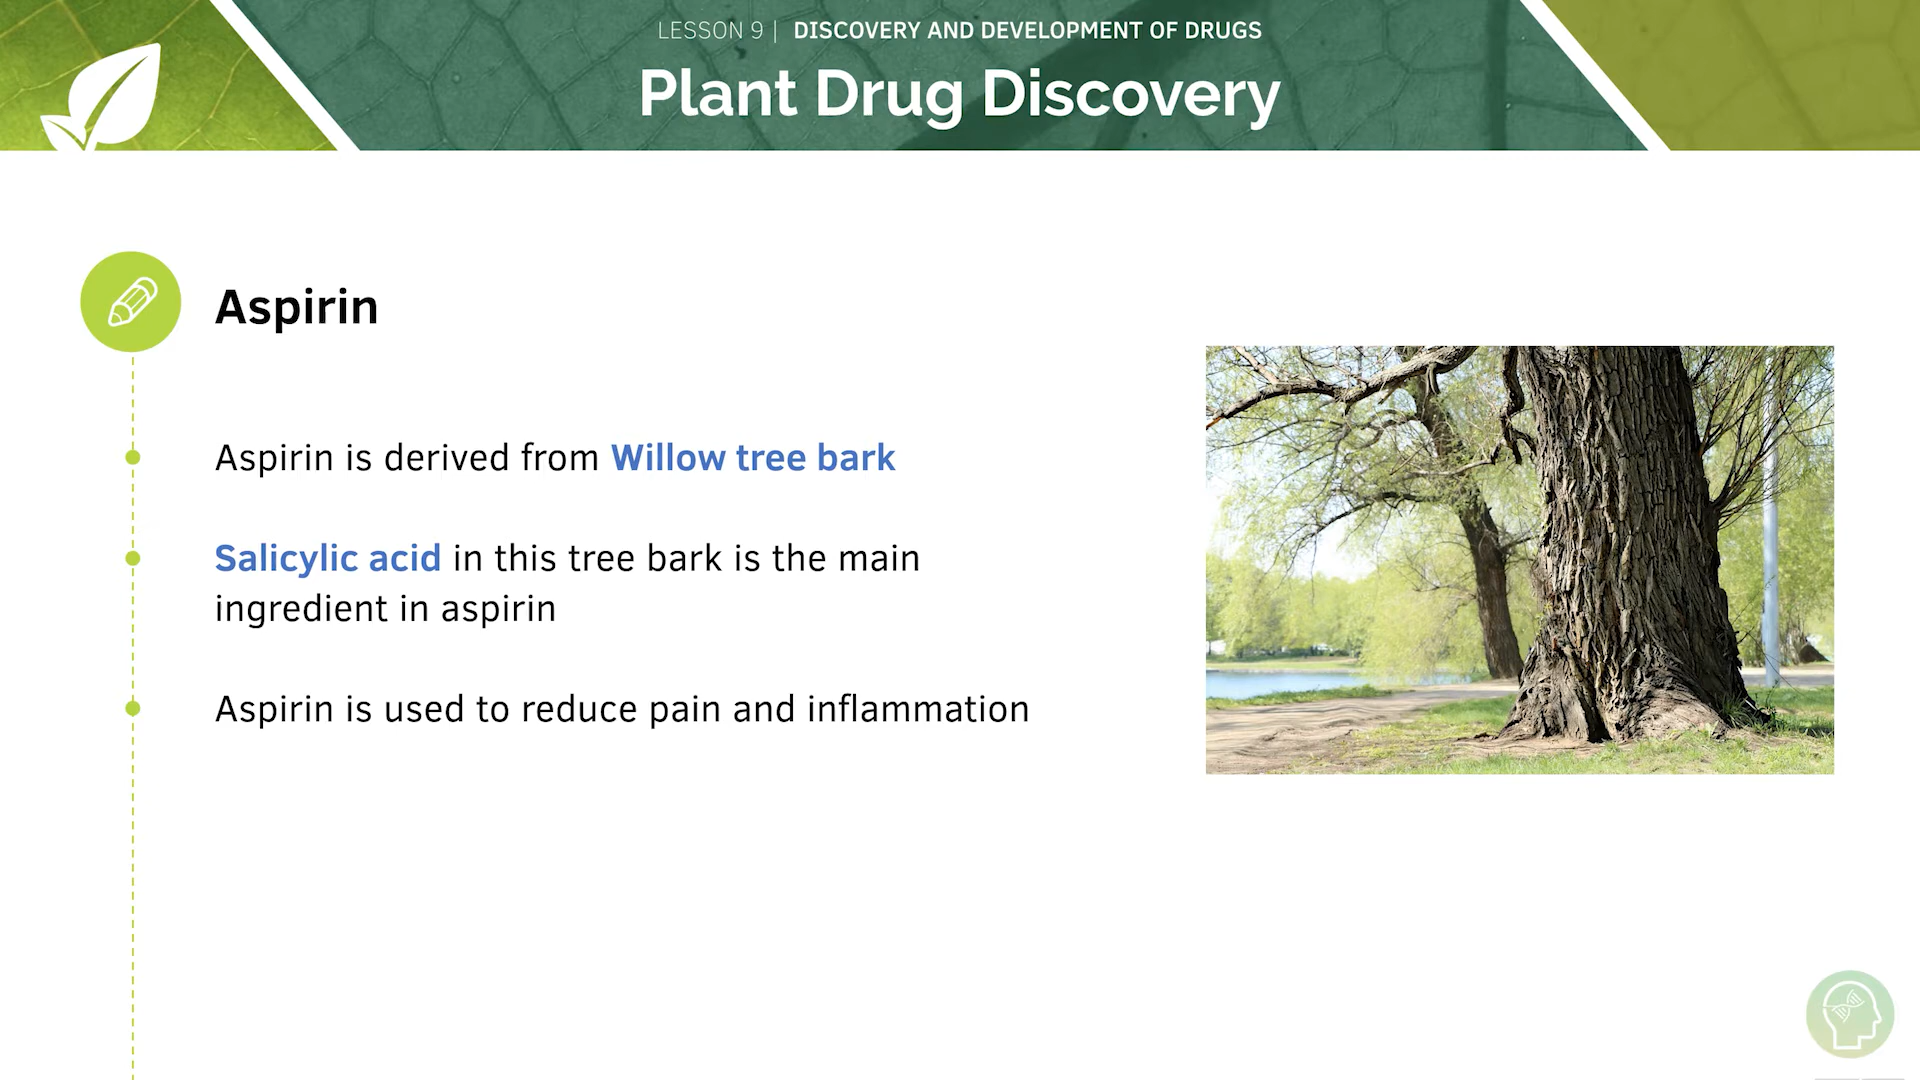 LESSON 9 | DISCOVERY AND DEVELOPMENT OF DRUGS
Plant Drug Discovery
Aspirin
Aspirin is derived from Willow tree bark
Salicylic acid in this tree bark is the main
ingredient in aspirin
Aspirin is used to reduce pain and inflammation